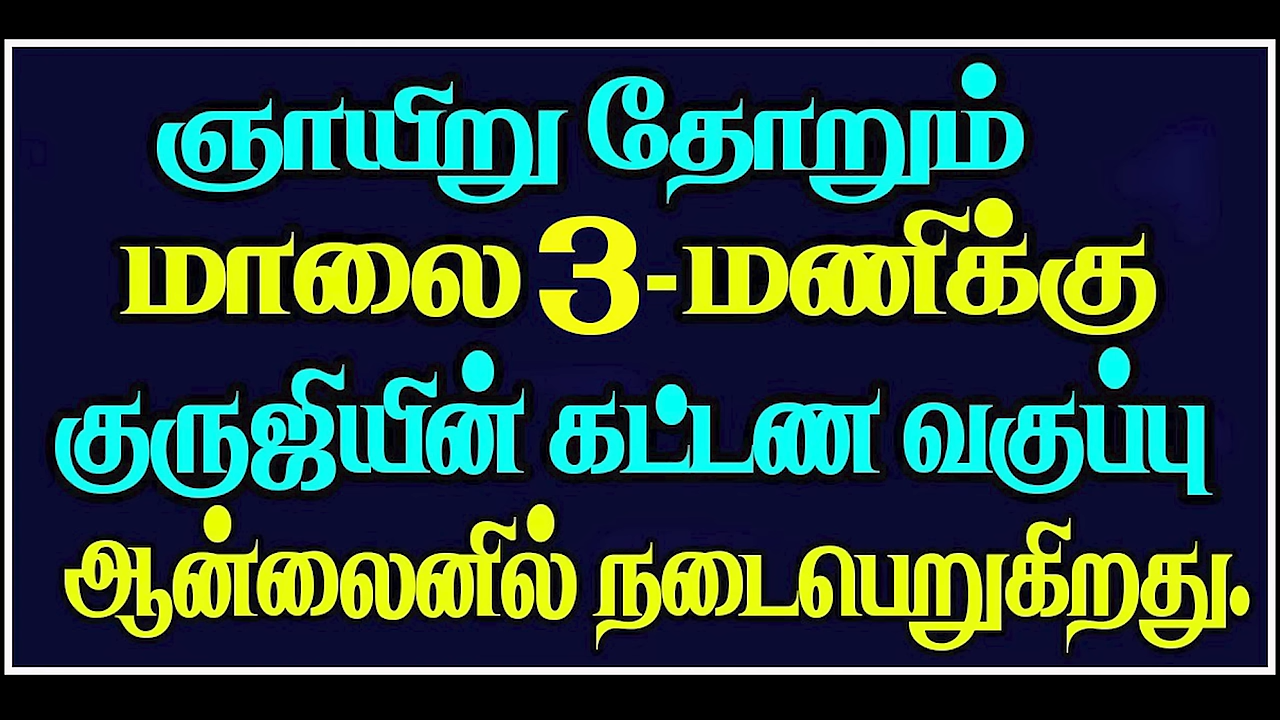 ஞாயிறு தோறும்
மாலை 3-மணிக்கு
குருஜியின் கட்டண வகுப்பு
ஆன்லைனில் நடைபெறுகிறது.